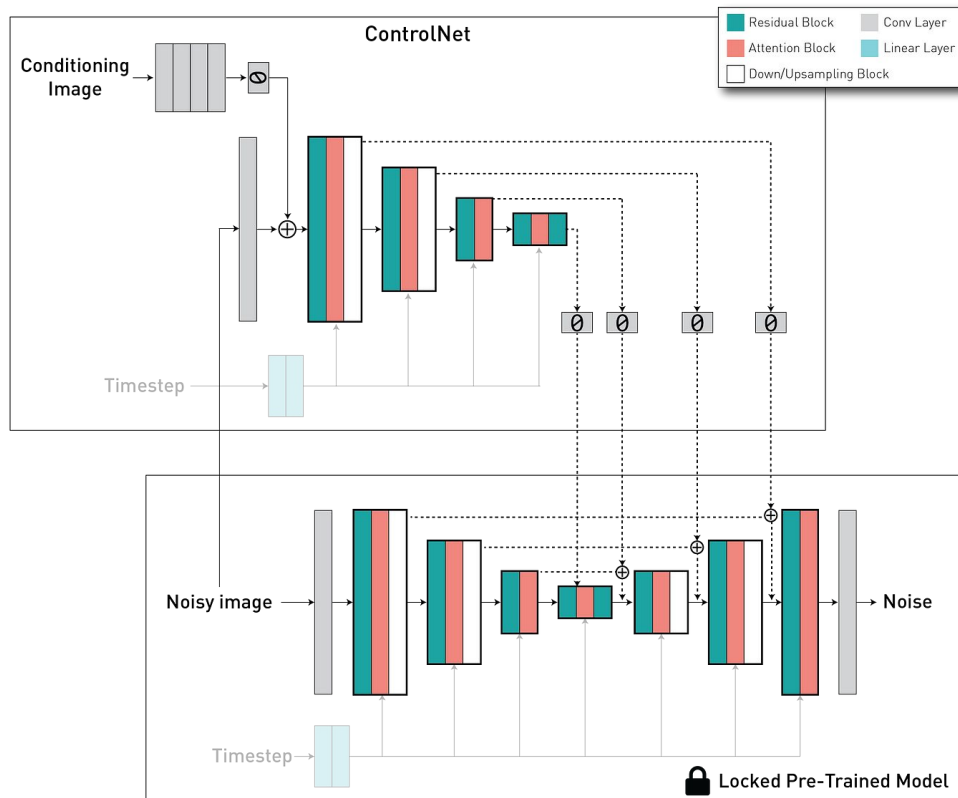 ControlNet
Residual Block
Conv Layer
Attention Block
Linear Layer
Down/Upsampling Block
Conditioning
Image
0
0
0
0
0
Timestep
Noisy image
Noise
Timestep
Locked Pre-Trained Model